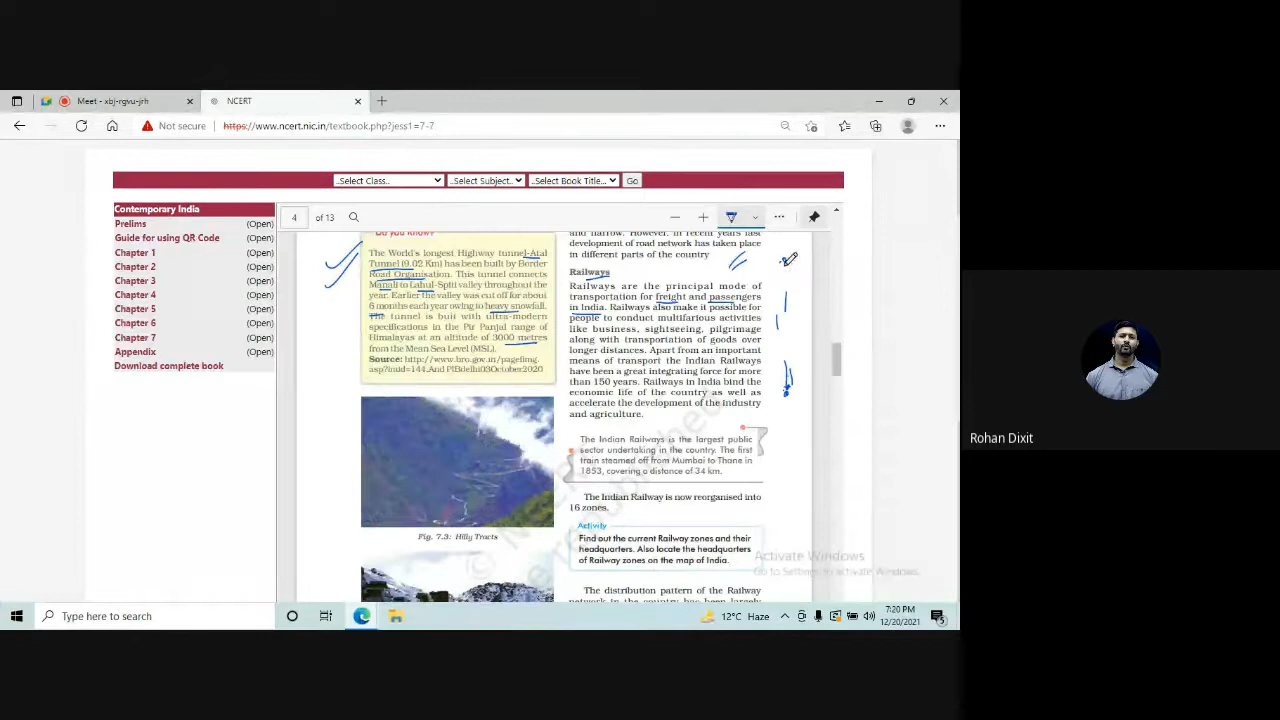 Meet - xbj-rgvu-jrh
NCERT
Not secure
https://www.ncert.nic.in/textbook.php?jess1=7-7
..Select Class..
..Select Subject..
..Select Book Title..
Go
Contemporary India
Prelims (Open)
Guide for using QR Code (Open)
Chapter 1 (Open)
Chapter 2 (Open)
Chapter 3 (Open)
Chapter 4 (Open)
Chapter 5 (Open)
Chapter 6 (Open)
Chapter 7 (Open)
Appendix (Open)
Download complete book
4 of 13
Do you Know?
The World's longest Highway tunnel-Atal
Tunnel (9.02 Km) has been built by Border
Road Organisation. This tunnel connects
Manali to Lahul-Spiti valley throughout the
year. Earlier the valley was cut off for about
6 months each year owing to heavy snowfall.
The tunnel is buit with ultra-modern
specifications in the Pir Panjal range of
Himalayas at an altitude of 3000 metres
from the Mean Sea Level (MSL).
Source: http://www.bro.gov.in/pagefimg.
asp?imid=144.And PIBdelhi03October2020
Fig. 7.3: Hilly Tracts
and narrow. However, in recent years fast
development of road network has taken place
in different parts of the country
Railways
Railways are the principal mode of
transportation for freight and passengers
in India. Railways also make it possible for
people to conduct multifarious activities
like business, sightseeing, pilgrimage
along with transportation of goods over
longer distances. Apart from an important
means of transport the Indian Railways
have been a great integrating force for more
than 150 years. Railways in India bind the
economic life of the country as well as
accelerate the development of the industry
and agriculture.
The Indian Railways is the largest public
sector undertaking in the country. The first
train steamed off from Mumbai to Thane in
1853, covering a distance of 34 km.
The Indian Railway is now reorganised into
16 zones.
Activity
Find out the current Railway zones and their
headquarters. Also locate the headquarters
of Railway zones on the map of India.
The distribution pattern of the Railway
network in the country has been largely
Activate Windows
Go to Settings to activate Windows.
Type here to search
12°C Haze
7:20 PM
12/20/2021
5
Rohan Dixit